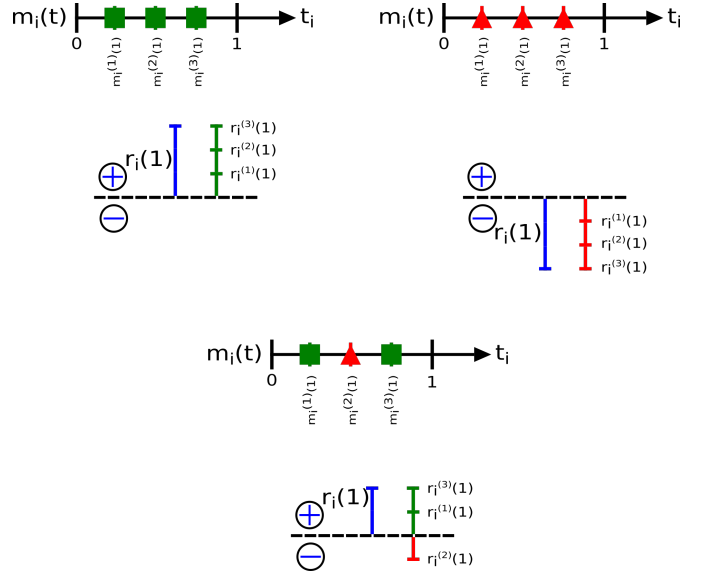 mᵢ(t) tᵢ
0 1
mᵢ⁽¹⁾(1) mᵢ⁽²⁾(1) mᵢ⁽³⁾(1)
rᵢ(1)
rᵢ⁽³⁾(1)
rᵢ⁽²⁾(1)
rᵢ⁽¹⁾(1)
+
−
mᵢ(t) tᵢ
0 1
mᵢ⁽¹⁾(1) mᵢ⁽²⁾(1) mᵢ⁽³⁾(1)
+
−
rᵢ(1)
rᵢ⁽¹⁾(1)
rᵢ⁽²⁾(1)
rᵢ⁽³⁾(1)
mᵢ(t) tᵢ
0 1
mᵢ⁽¹⁾(1) mᵢ⁽²⁾(1) mᵢ⁽³⁾(1)
rᵢ(1)
rᵢ⁽³⁾(1)
rᵢ⁽¹⁾(1)
+
−
rᵢ⁽²⁾(1)